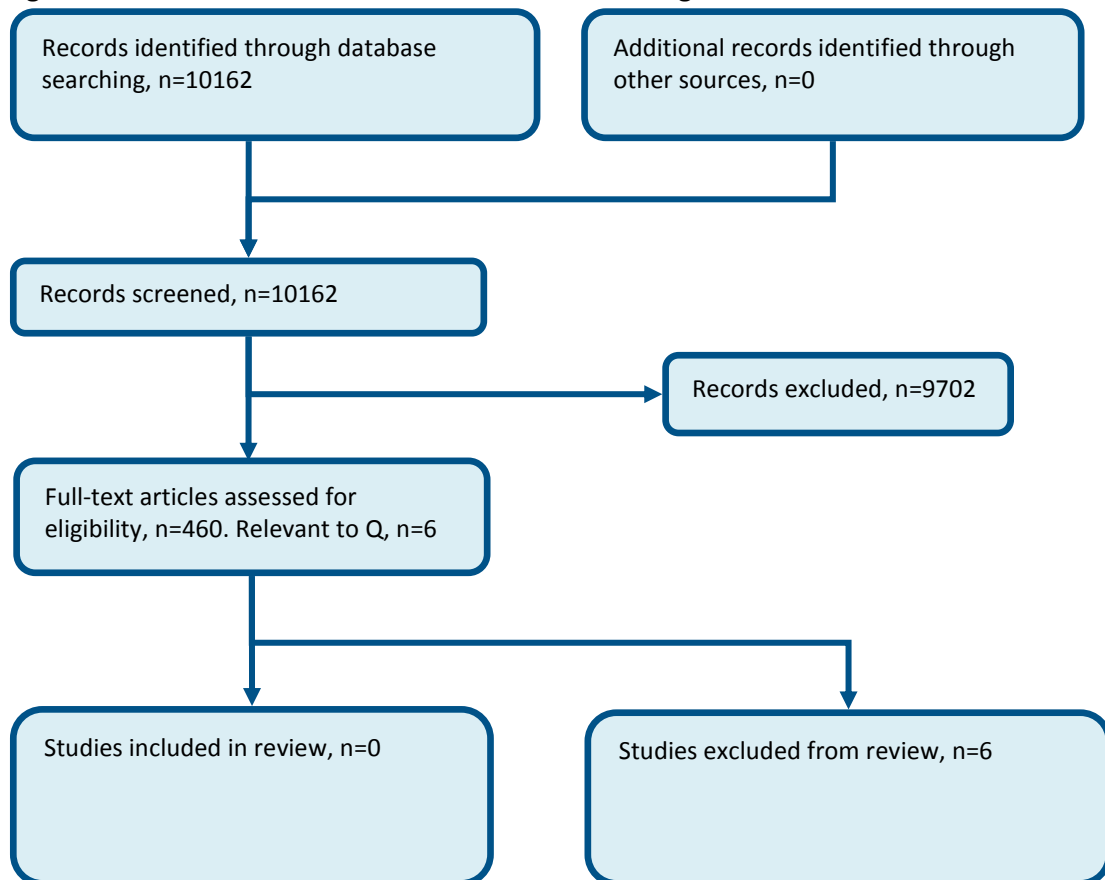 Records identified through database
searching, n=10162
Additional records identified through
other sources, n=0
Records screened, n=10162
Records excluded, n=9702
Full-text articles assessed for
eligibility, n=460. Relevant to Q, n=6
Studies included in review, n=0
Studies excluded from review, n=6